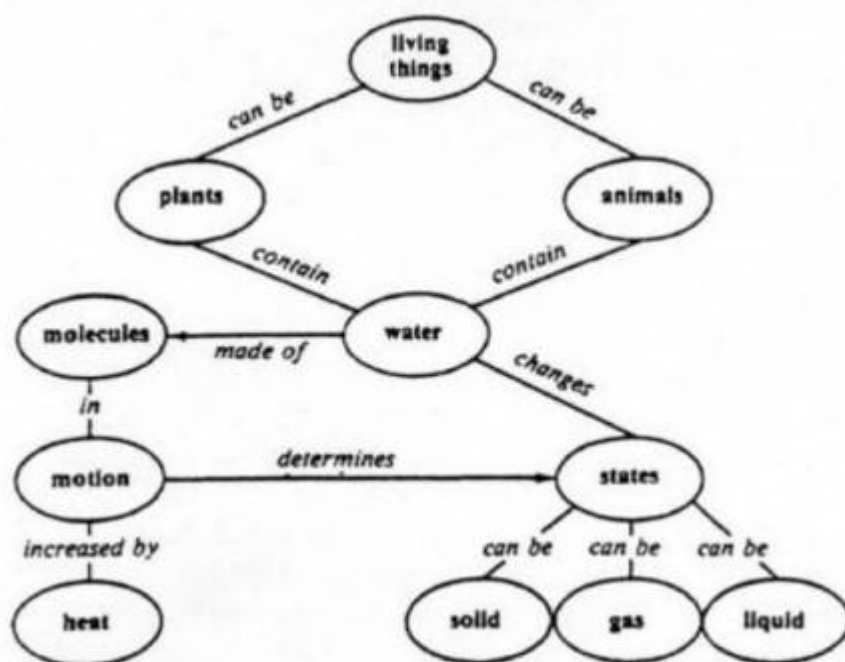 living
things
can be
can be
plants
animals
contain
contain
molecules
water
made of
changes
in
motion
determines
states
increased by
can be
can be
can be
heat
solid
gas
liquid